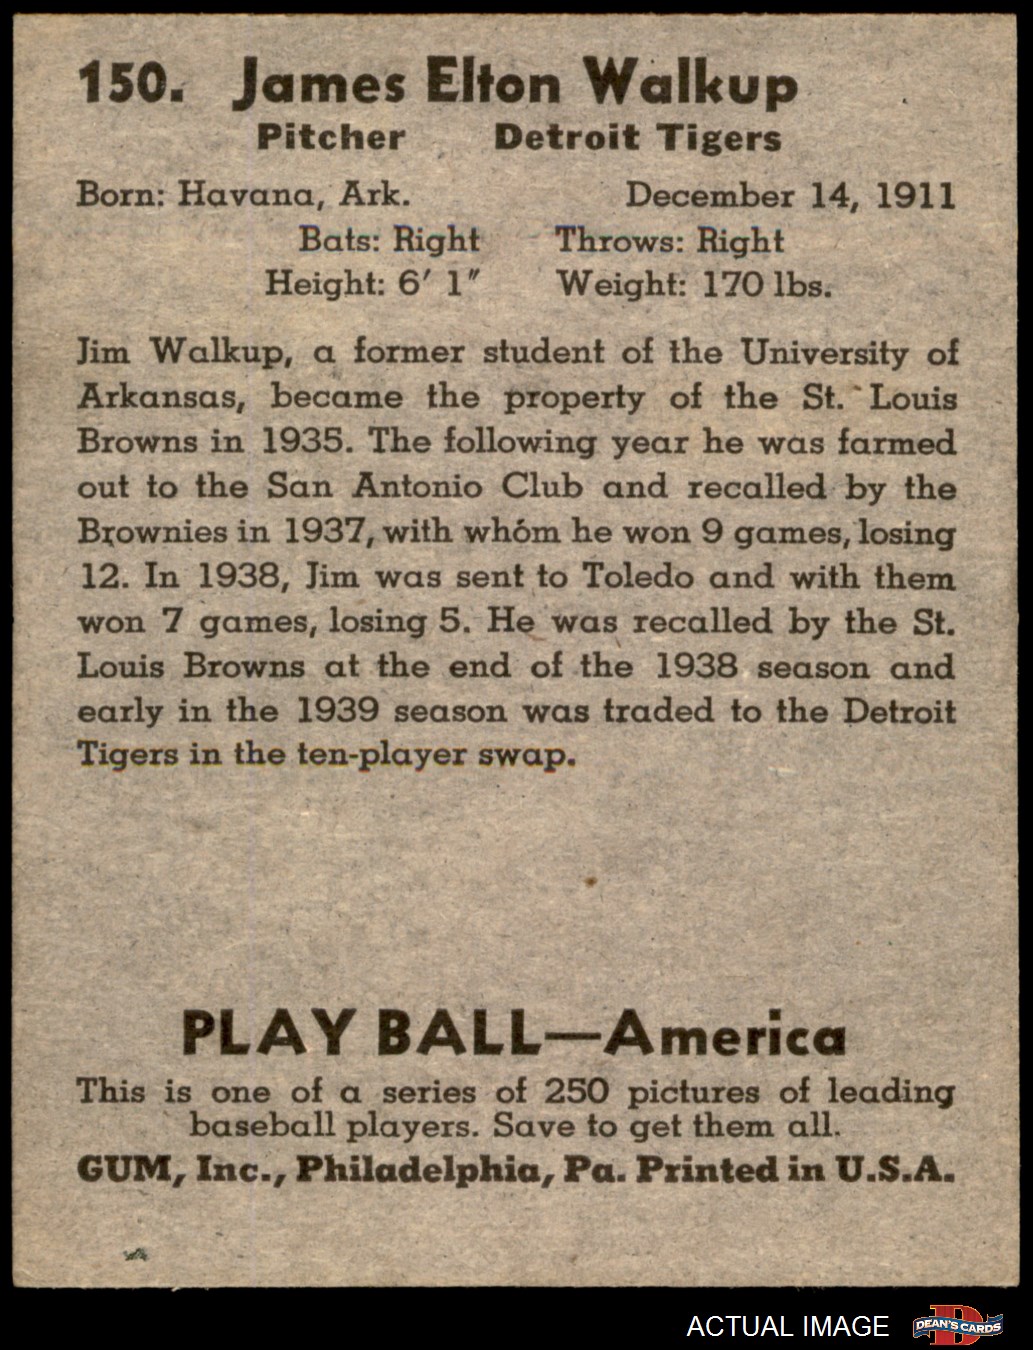 150. James Elton Walkup
Pitcher Detroit Tigers
Born: Havana, Ark. December 14, 1911
Bats: Right Throws: Right
Height: 6' 1" Weight: 170 lbs.
Jim Walkup, a former student of the University of
Arkansas, became the property of the St. Louis
Browns in 1935. The following year he was farmed
out to the San Antonio Club and recalled by the
Brownies in 1937, with whom he won 9 games, losing
12. In 1938, Jim was sent to Toledo and with them
won 7 games, losing 5. He was recalled by the St.
Louis Browns at the end of the 1938 season and
early in the 1939 season was traded to the Detroit
Tigers in the ten-player swap.
PLAY BALL—America
This is one of a series of 250 pictures of leading
baseball players. Save to get them all.
GUM, Inc., Philadelphia, Pa. Printed in U.S.A.
ACTUAL IMAGE
D
DEAN'S CARDS